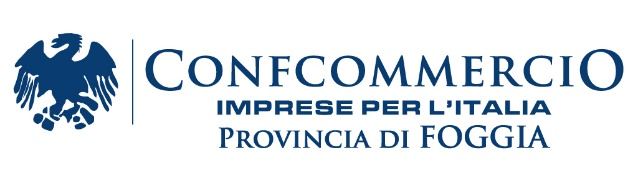 CONFCOMMERCIO
IMPRESE PER L'ITALIA
PROVINCIA DI FOGGIA